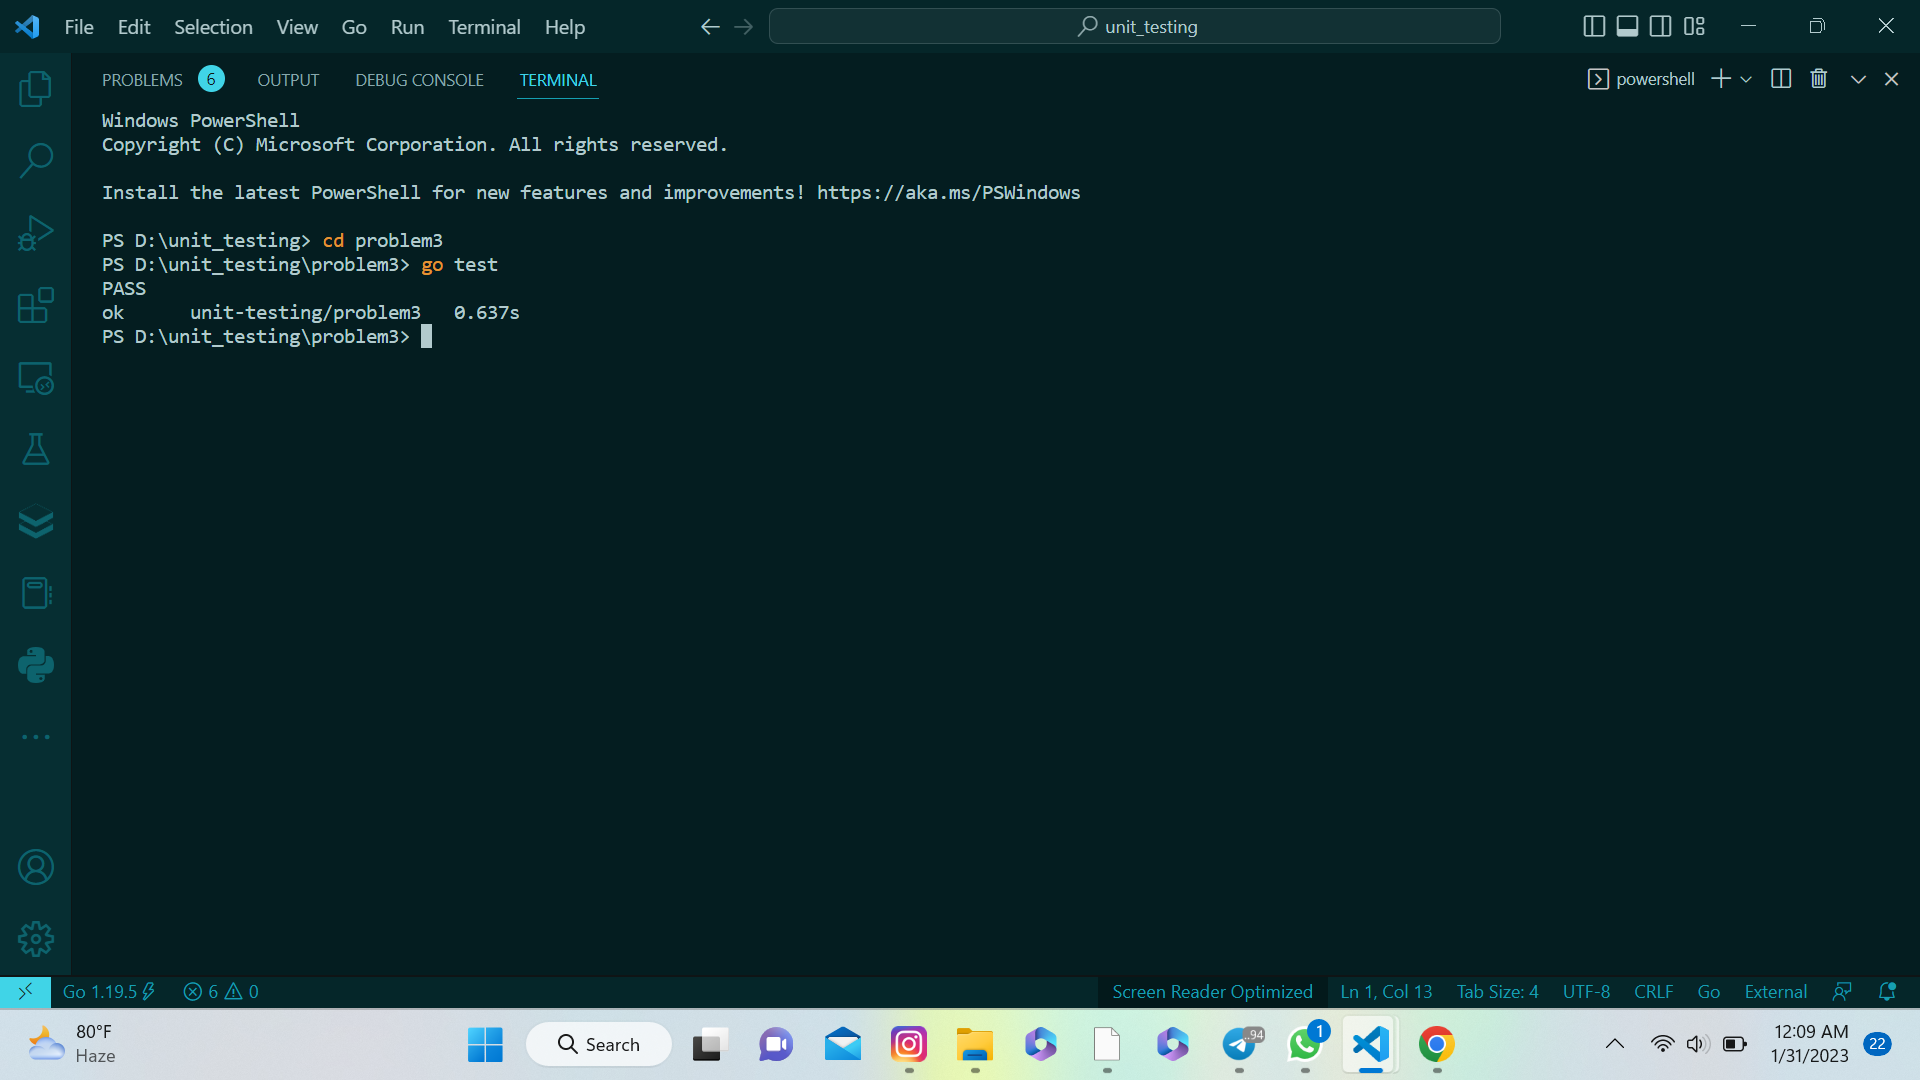 File Edit Selection View Go Run Terminal Help unit_testing
PROBLEMS 6 OUTPUT DEBUG CONSOLE TERMINAL powershell
Windows PowerShell
Copyright (C) Microsoft Corporation. All rights reserved.
Install the latest PowerShell for new features and improvements! https://aka.ms/PSWindows
PS D:\unit_testing> cd problem3
PS D:\unit_testing\problem3> go test
PASS
ok unit-testing/problem3 0.637s
PS D:\unit_testing\problem3>
Go 1.19.5 6 0 Screen Reader Optimized Ln 1, Col 13 Tab Size: 4 UTF-8 CRLF Go External
80°F
Haze
Search
..94
1
12:09 AM
1/31/2023
22